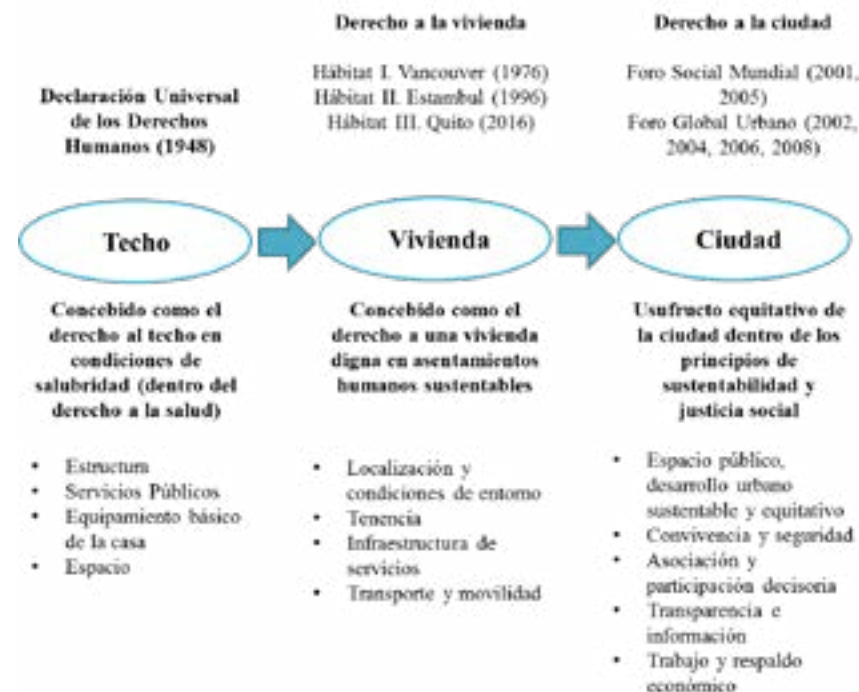 Declaración Universal
de los Derechos
Humanos (1948)
Derecho a la vivienda
Hábitat I. Vancouver (1976)
Hábitat II. Estambul (1996)
Hábitat III. Quito (2016)
Derecho a la ciudad
Foro Social Mundial (2001,
2005)
Foro Global Urbano (2002,
2004, 2006, 2008)
Techo
Vivienda
Ciudad
Concebido como el
derecho al techo en
condiciones de
salubridad (dentro del
derecho a la salud)
• Estructura
• Servicios Públicos
• Equipamiento básico
de la casa
• Espacio
Concebido como el
derecho a una vivienda
digna en asentamientos
humanos sustentables
• Localización y
condiciones de entorno
• Tenencia
• Infraestructura de
servicios
• Transporte y movilidad
Usufructo equitativo de
la ciudad dentro de los
principios de
sustentabilidad y
justicia social
• Espacio público,
desarrollo urbano
sustentable y equitativo
• Convivencia y seguridad
• Asociación y
participación decisoria
• Transparencia e
información
• Trabajo y respaldo
económico